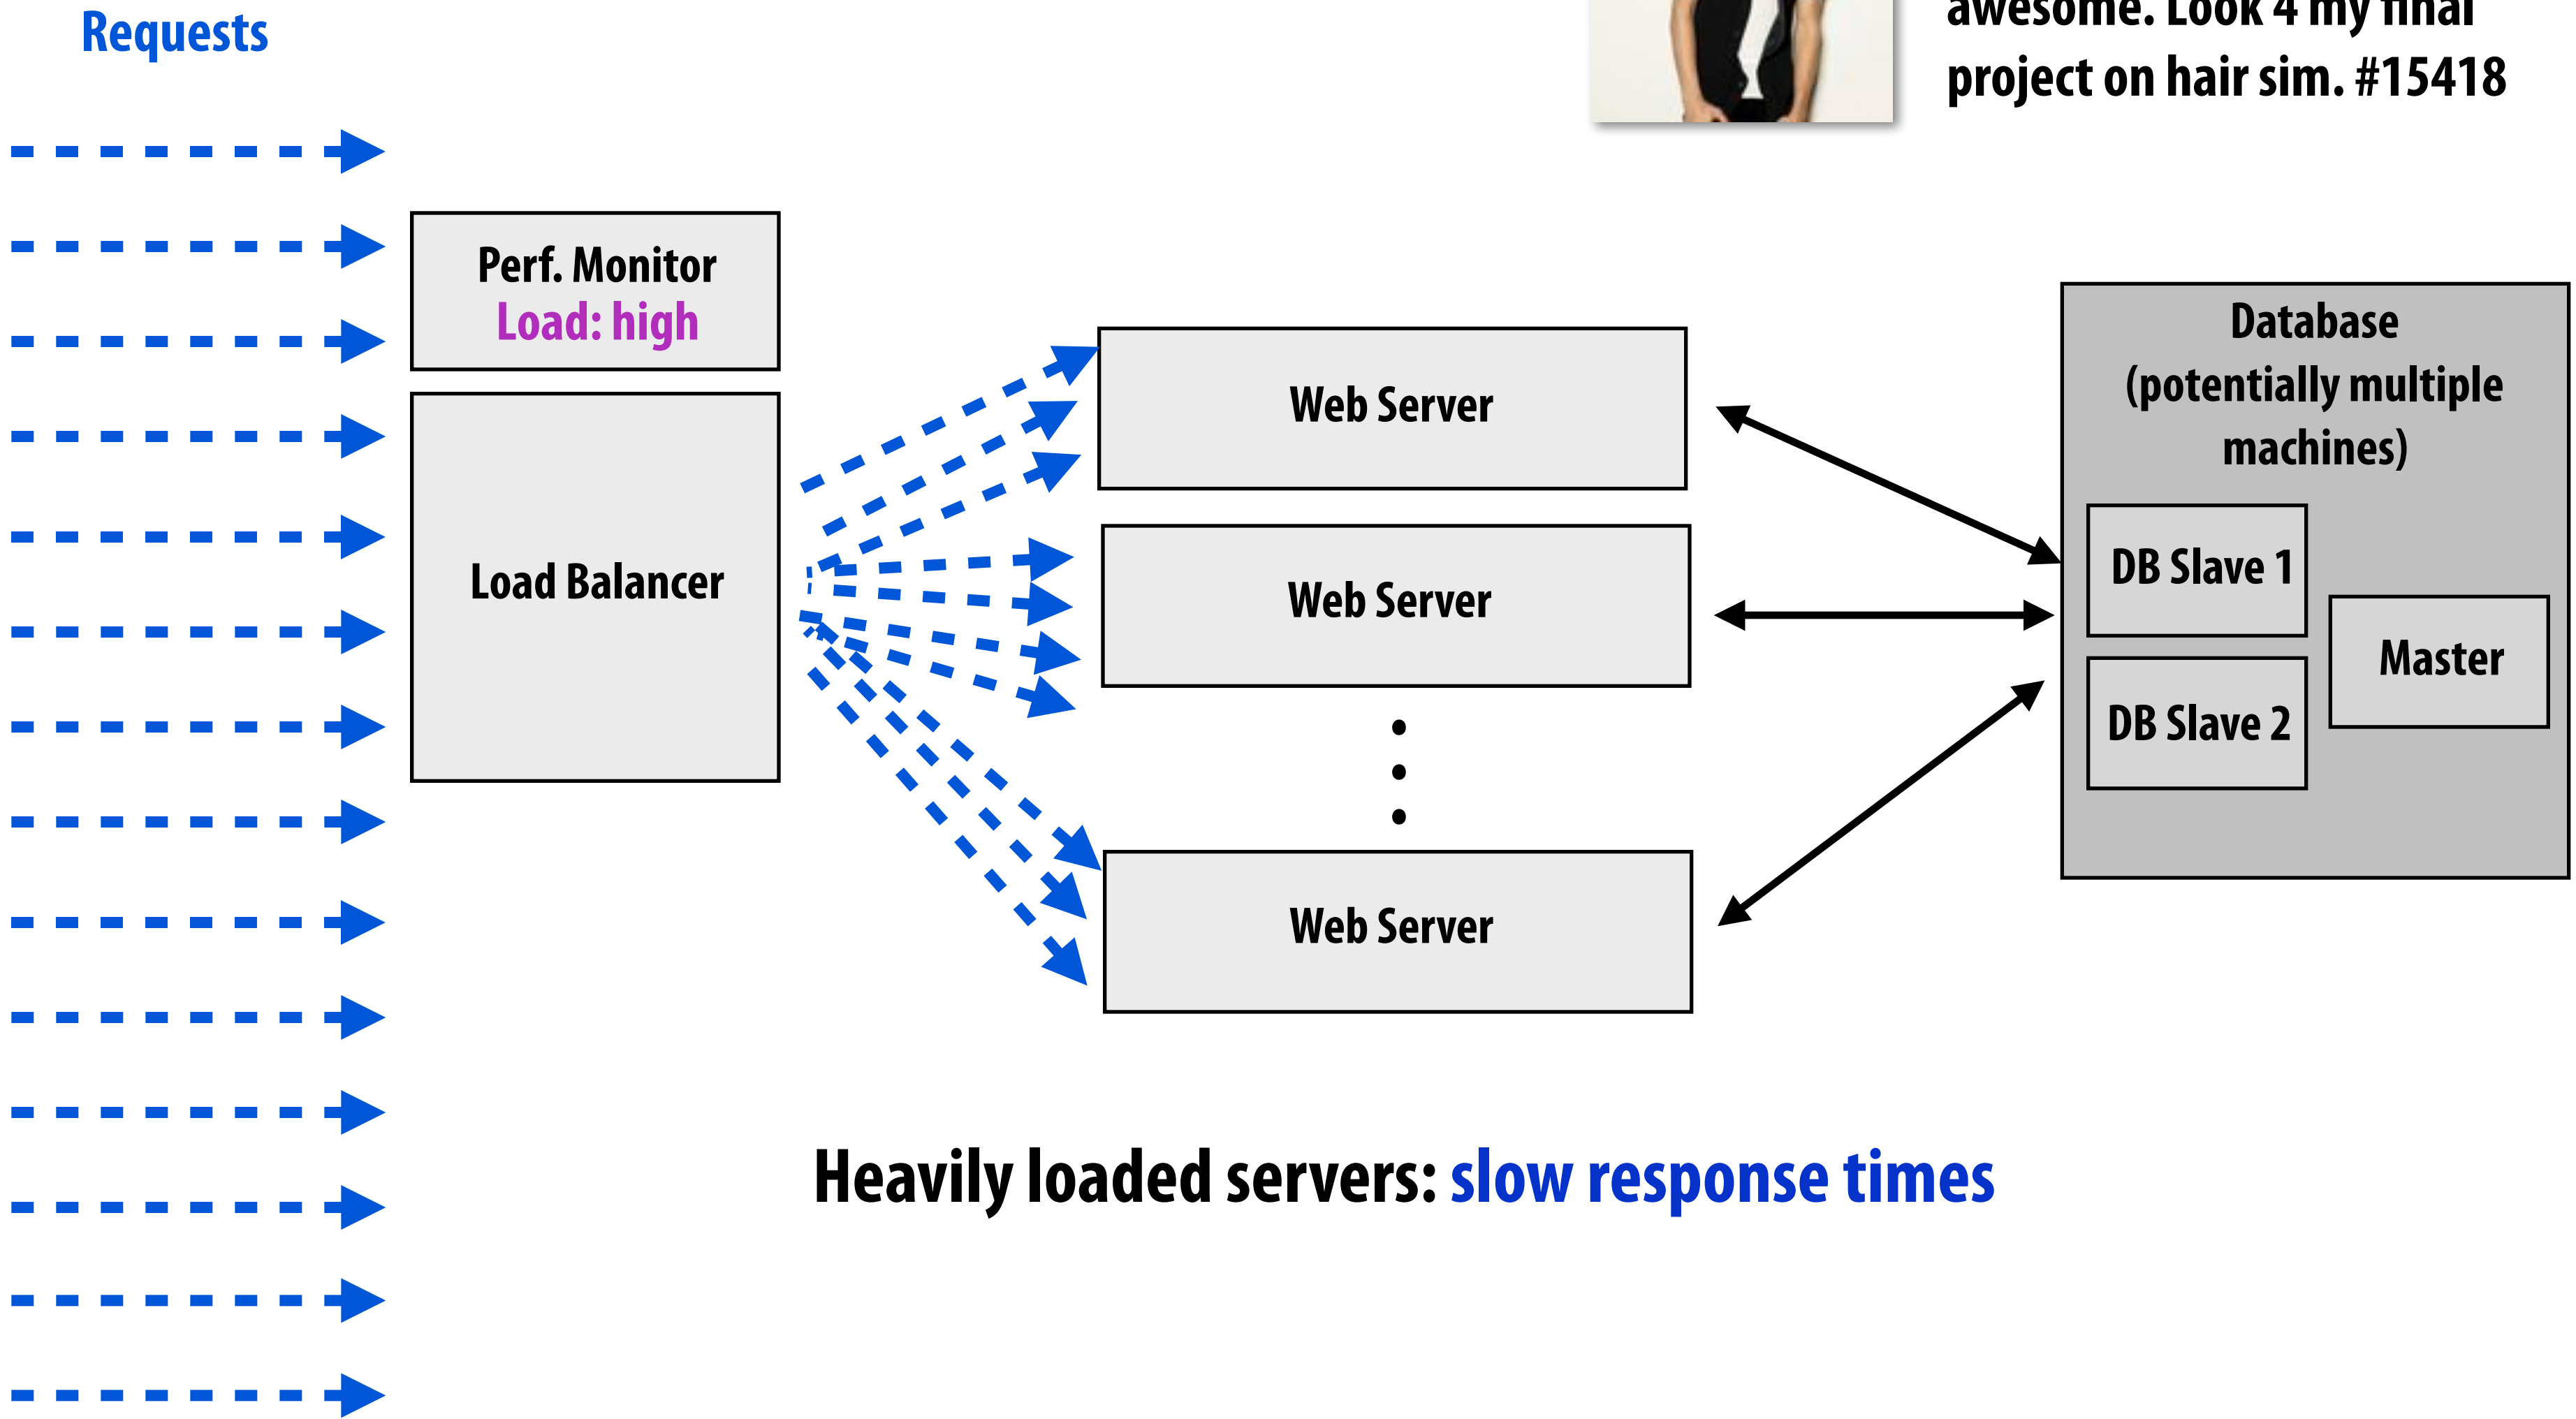 Requests
awesome. Look 4 my final
project on hair sim. #15418
Perf. Monitor
Load: high
Load Balancer
Web Server
Web Server
Web Server
Database
(potentially multiple
machines)
DB Slave 1
DB Slave 2
Master
Heavily loaded servers: slow response times